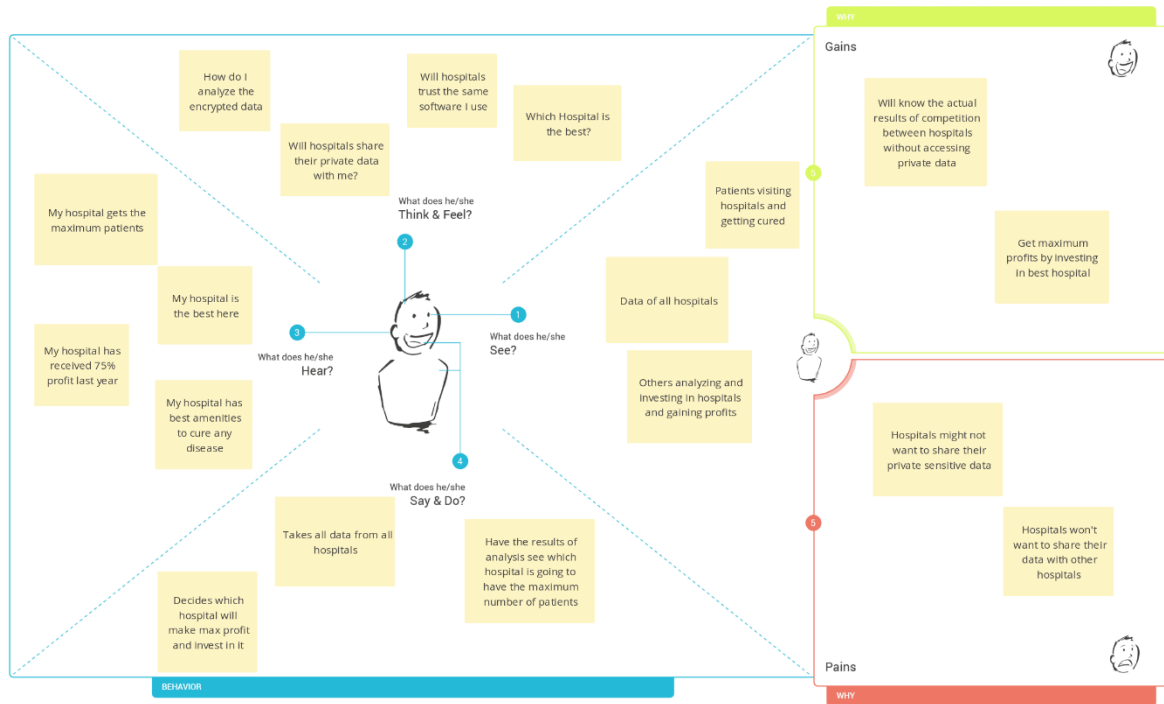 WHY
Gains
How do I
analyze the
encrypted data
Will hospitals
trust the same
software I use
Which Hospital is
the best?
Will hospitals share
their private data
with me?
Will know the actual
results of competition
between hospitals
without accessing
private data
My hospital gets the
maximum patients
What does he/she
Think & Feel?
2
Patients visiting
hospitals and
getting cured
6
Get maximum
profits by investing
in best hospital
My hospital is
the best here
Data of all hospitals
1
What does he/she
See?
3
What does he/she
Hear?
My hospital has
received 75%
profit last year
My hospital has
best amenities
to cure any
disease
Others analyzing and
investing in hospitals
and gaining profits
4
What does he/she
Say & Do?
Hospitals might not
want to share their
private sensitive data
5
Takes all data from all
hospitals
Have the results of
analysis see which
hospital is going to
have the maximum
number of patients
Hospitals won't
want to share their
data with other
hospitals
Decides which
hospital will
make max profit
and invest in it
Pains
BEHAVIOR
WHY